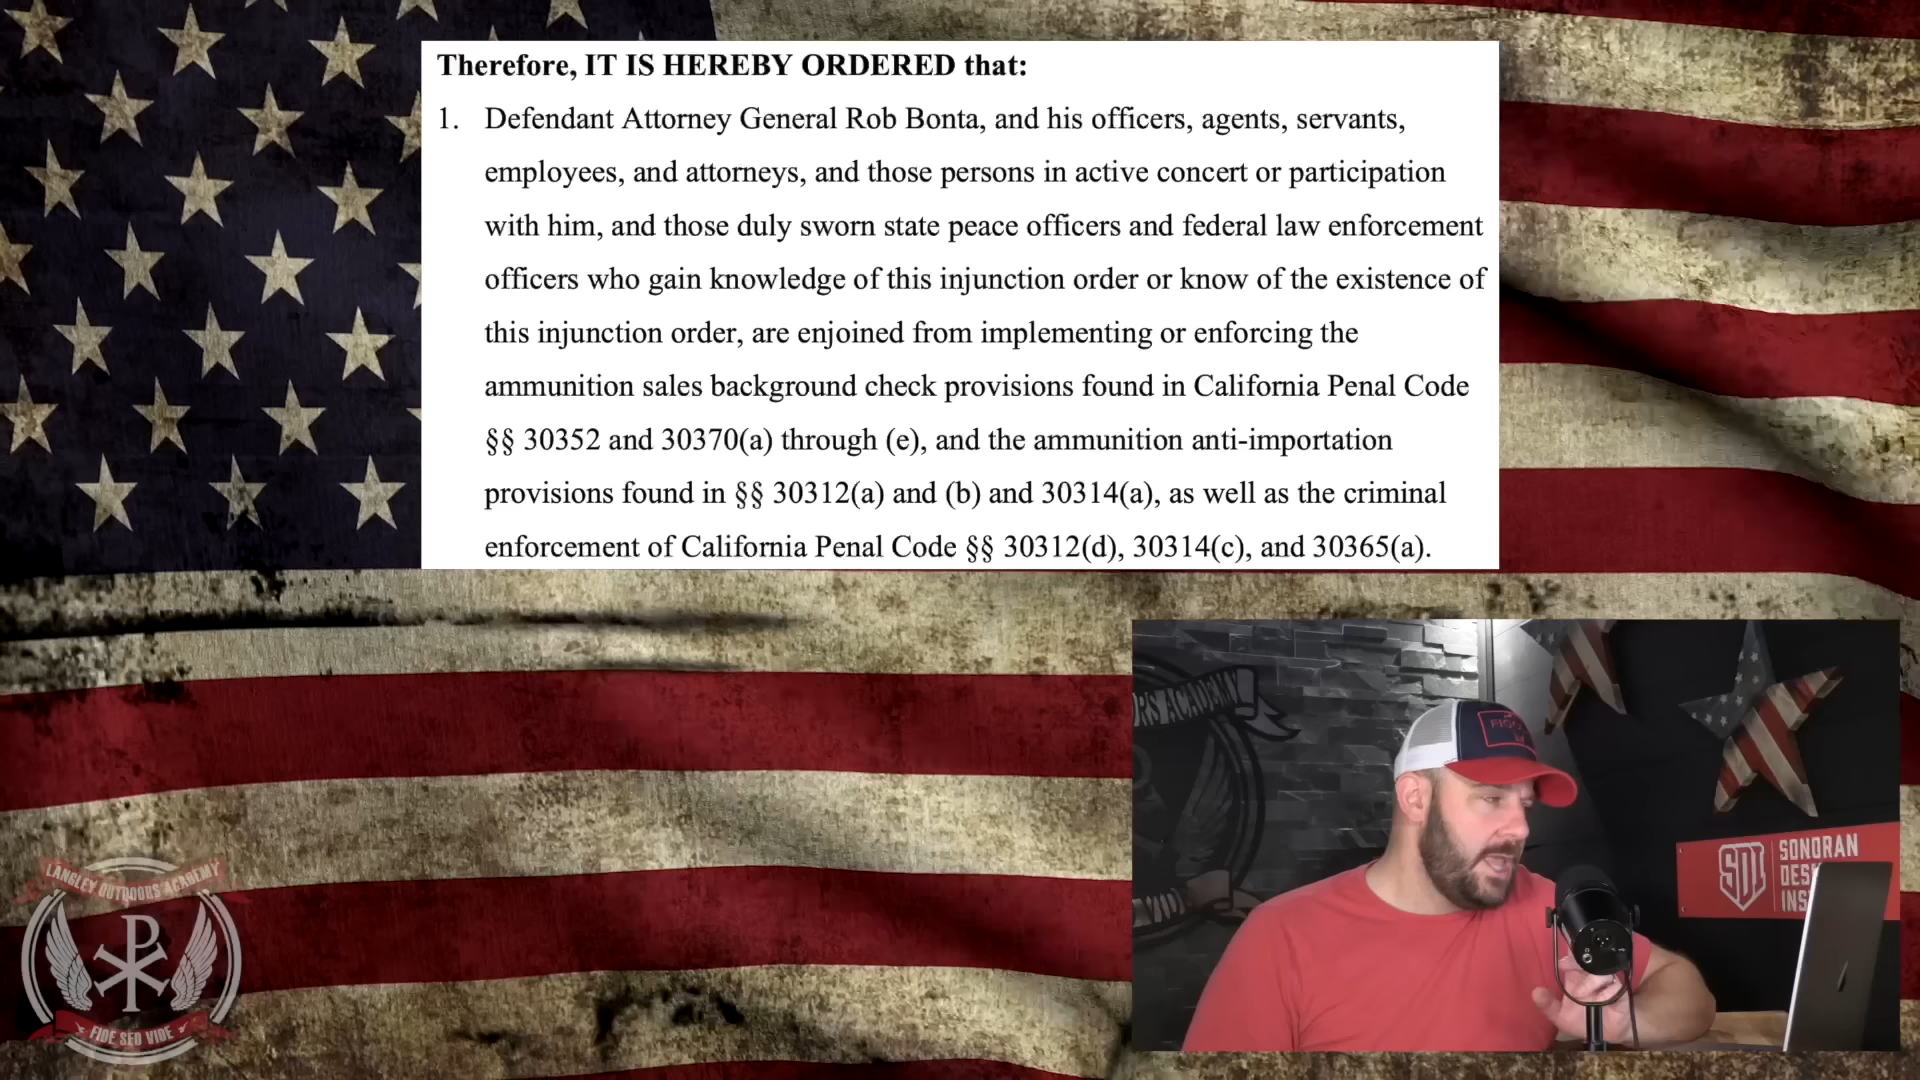 Therefore, IT IS HEREBY ORDERED that:
1. Defendant Attorney General Rob Bonta, and his officers, agents, servants,
employees, and attorneys, and those persons in active concert or participation
with him, and those duly sworn state peace officers and federal law enforcement
officers who gain knowledge of this injunction order or know of the existence of
this injunction order, are enjoined from implementing or enforcing the
ammunition sales background check provisions found in California Penal Code
§§ 30352 and 30370(a) through (e), and the ammunition anti-importation
provisions found in §§ 30312(a) and (b) and 30314(a), as well as the criminal
enforcement of California Penal Code §§ 30312(d), 30314(c), and 30365(a).
RS ACADEMY
SDI
SONORAN
DES
INS
LANGLEY OUTDOORS ACADEMY
FIDE SED VIDE